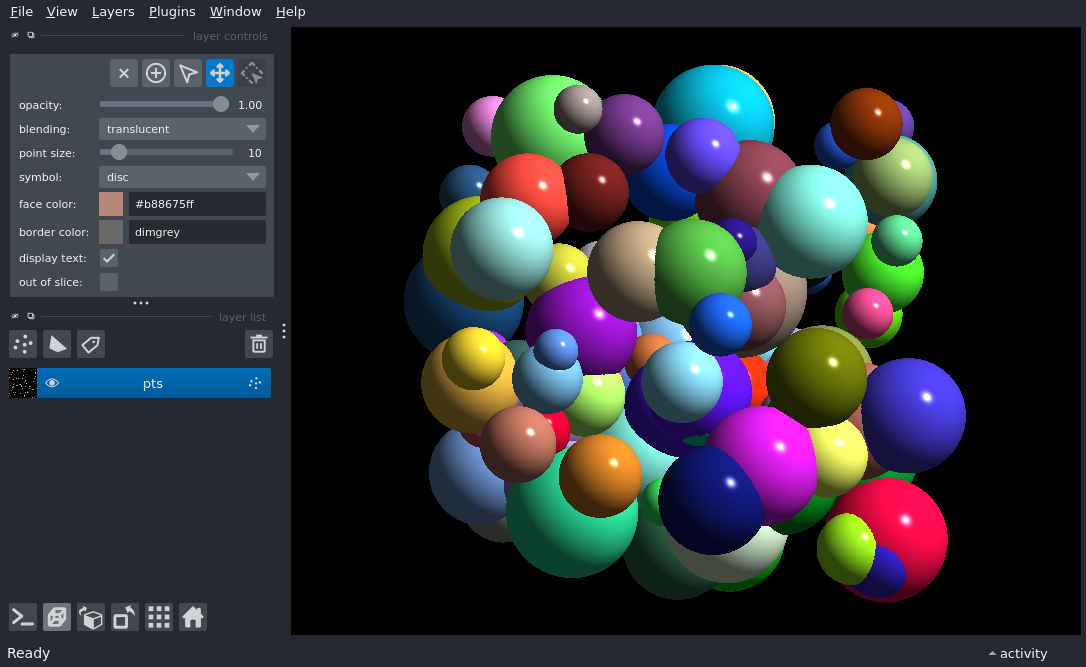 File View Layers Plugins Window Help
layer controls
opacity: 1.00
blending: translucent
point size: 10
symbol: disc
face color: #b88675ff
border color: dimgrey
display text:
out of slice:
layer list
pts
Ready activity